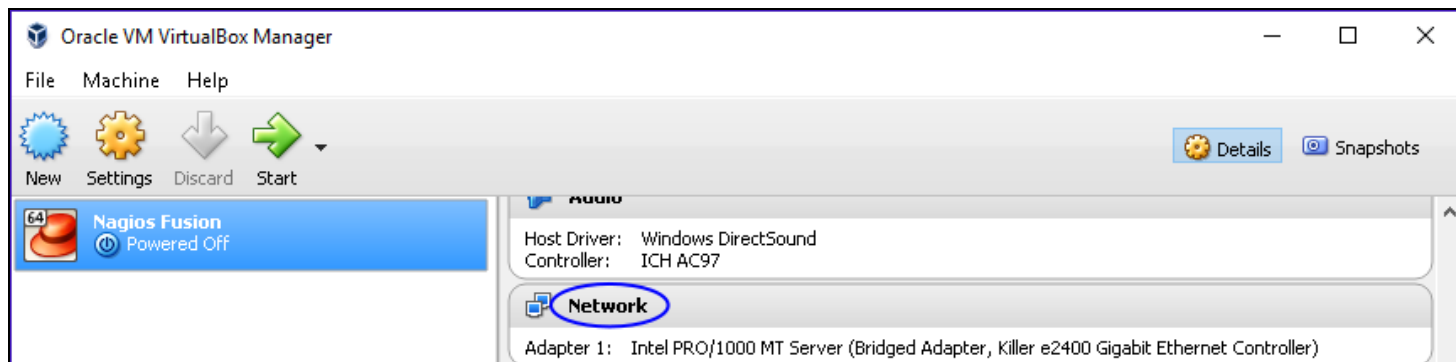 Oracle VM VirtualBox Manager
File Machine Help
New Settings Discard Start
Details Snapshots
64
Nagios Fusion
Powered Off
Audio
Host Driver: Windows DirectSound
Controller: ICH AC97
Network
Adapter 1: Intel PRO/1000 MT Server (Bridged Adapter, Killer e2400 Gigabit Ethernet Controller)